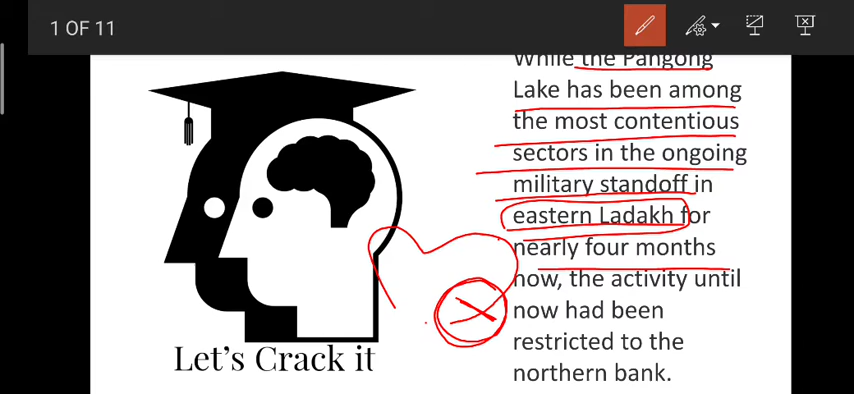 1 OF 11
While the Pangong
Lake has been among
the most contentious
sectors in the ongoing
military standoff in
eastern Ladakh for
nearly four months
now, the activity until
now had been
restricted to the
northern bank.
Let's Crack it